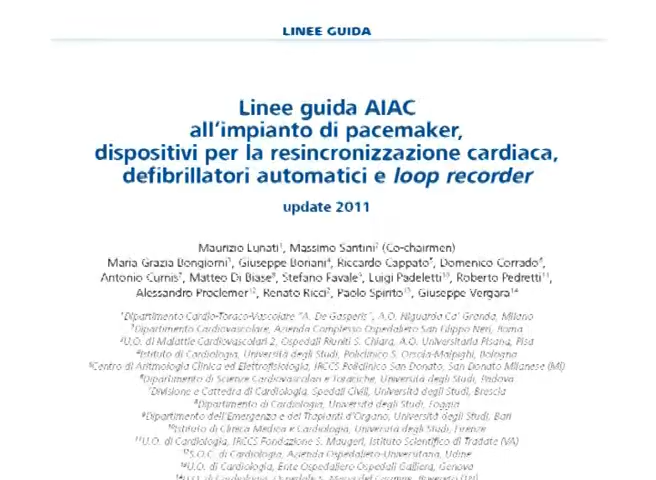 LINEE GUIDA
Linee guida AIAC
all'impianto di pacemaker,
dispositivi per la resincronizzazione cardiaca,
defibrillatori automatici e loop recorder
update 2011
Maurizio Lunati¹, Massimo Santini² (Co-chairmen)
Maria Grazia Bongiorni³, Giuseppe Boriani⁴, Riccardo Cappato⁵, Domenico Corrado⁶,
Antonio Curnis⁷, Matteo Di Biase⁸, Stefano Favale⁹, Luigi Padeletti¹⁰, Roberto Pedretti¹¹,
Alessandro Proclemer¹², Renato Ricci², Paolo Spirito¹³, Giuseppe Vergara¹⁴
¹Dipartimento Cardio-Toraco-Vascolare "A. De Gasperis", A.O. Niguarda Ca' Granda, Milano
²Dipartimento Cardiovascolare, Azienda Complesso Ospedaliero San Filippo Neri, Roma
³U.O. di Malattie Cardiovascolari 2, Ospedali Riuniti S. Chiara, A.O. Universitaria Pisana, Pisa
⁴Istituto di Cardiologia, Università degli Studi, Policlinico S. Orsola-Malpighi, Bologna
⁵Centro di Aritmologia Clinica ed Elettrofisiologia, IRCCS Policlinico San Donato, San Donato Milanese (MI)
⁶Dipartimento di Scienze Cardiovascolari e Toraciche, Università degli Studi, Padova
⁷Divisione e Cattedra di Cardiologia, Spedali Civili, Università degli Studi, Brescia
⁸Dipartimento di Cardiologia, Università degli Studi, Foggia
⁹Dipartimento dell'Emergenza e dei Trapianti d'Organo, Università degli Studi, Bari
¹⁰Istituto di Clinica Medica e Cardiologia, Università degli Studi, Firenze
¹¹U.O. di Cardiologia, IRCCS Fondazione S. Maugeri, Istituto Scientifico di Tradate (VA)
¹²S.O.C. di Cardiologia, Azienda Ospedaliero-Universitaria, Udine
¹³U.O. di Cardiologia, Ente Ospedaliero Ospedali Galliera, Genova
¹⁴U.O. di Cardiologia, Ospedale S. Maria del Carmine, Rovereto (TN)